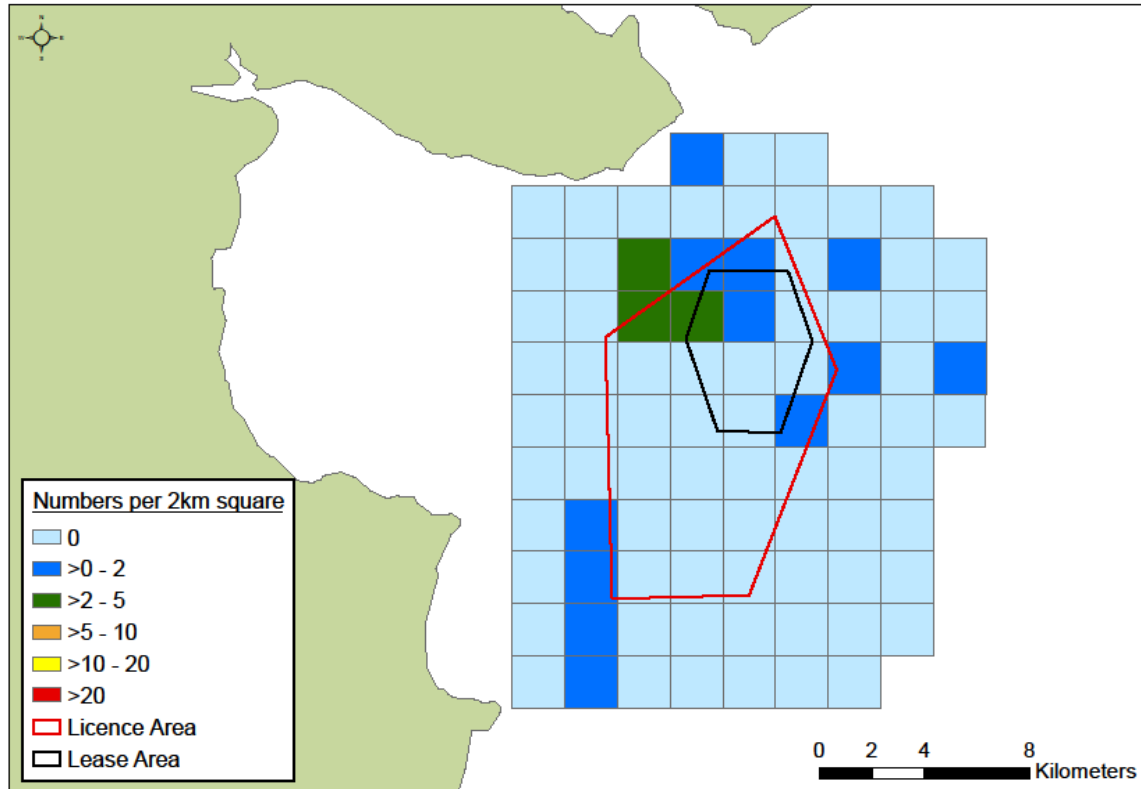 N
W
E
S
Numbers per 2km square
0
>0 - 2
>2 - 5
>5 - 10
>10 - 20
>20
Licence Area
Lease Area
0 2 4 8
Kilometers